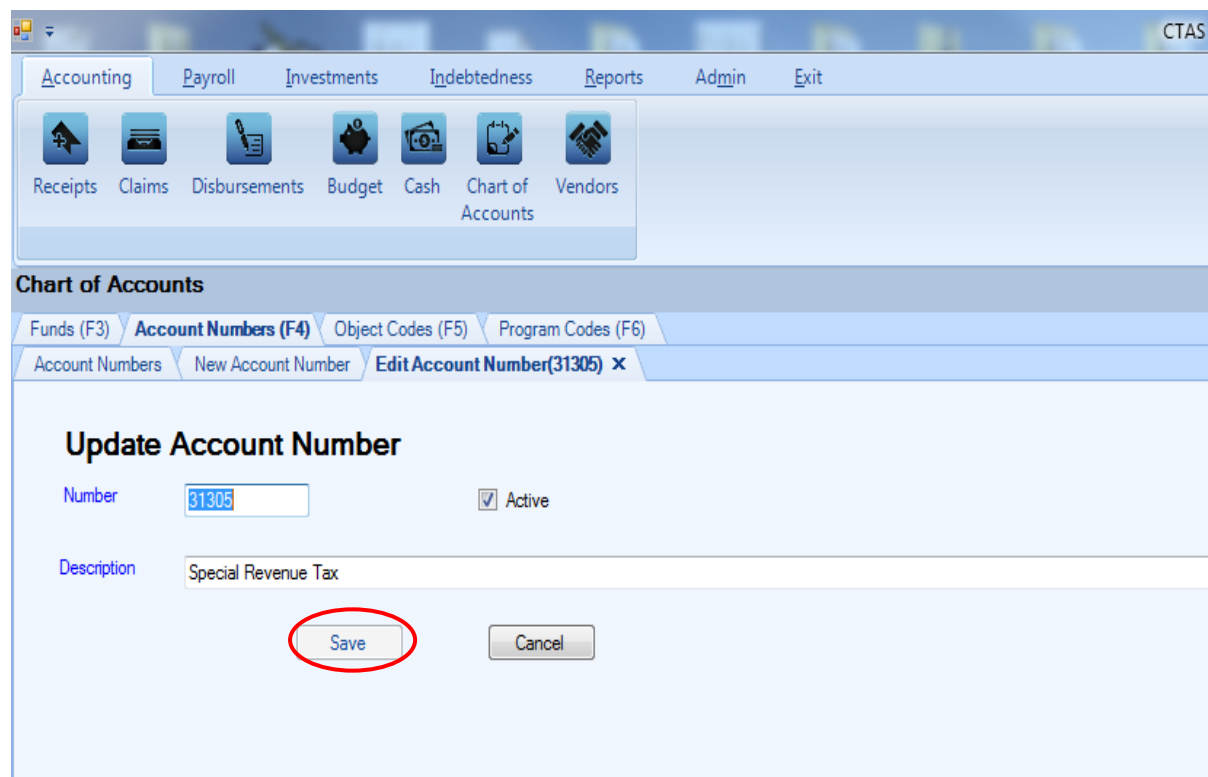 CTAS
Accounting Payroll Investments Indebtedness Reports Admin Exit
Receipts Claims Disbursements Budget Cash Chart of Accounts Vendors
Chart of Accounts
Funds (F3) Account Numbers (F4) Object Codes (F5) Program Codes (F6)
Account Numbers New Account Number Edit Account Number(31305) x
Update Account Number
Number 31305 Active
Description Special Revenue Tax
Save Cancel